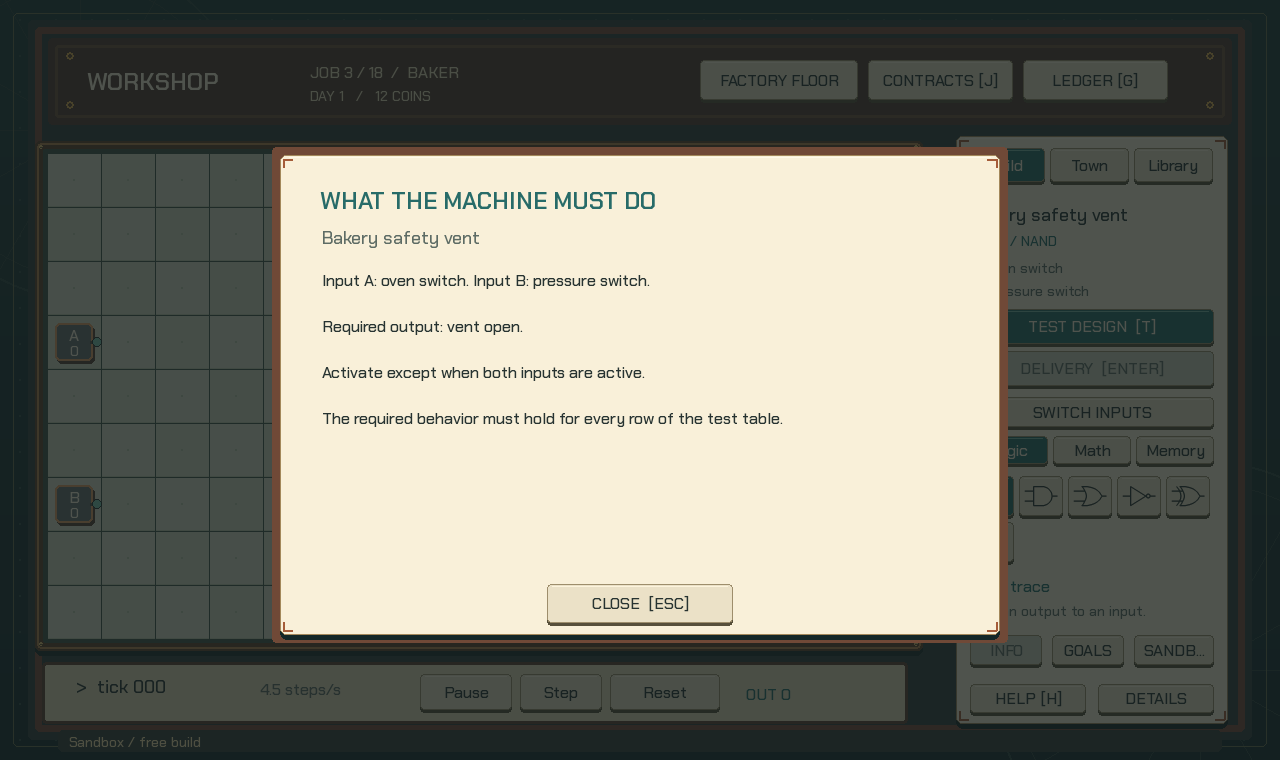 WORKSHOP
JOB 3 / 18 / BAKER
DAY 1 / 12 COINS
FACTORY FLOOR
CONTRACTS [J]
LEDGER [G]
Town
Library
WHAT THE MACHINE MUST DO
Bakery safety vent
Input A: oven switch. Input B: pressure switch.
Required output: vent open.
Activate except when both inputs are active.
The required behavior must hold for every row of the test table.
CLOSE [ESC]
safety vent
/ NAND
switch
switch
TEST DESIGN [T]
DELIVERY [ENTER]
SWITCH INPUTS
Math
Memory
A
0
B
0
trace
output to an input.
INFO
GOALS
SANDB...
HELP [H]
DETAILS
> tick 000
4.5 steps/s
Pause
Step
Reset
OUT 0
Sandbox / free build